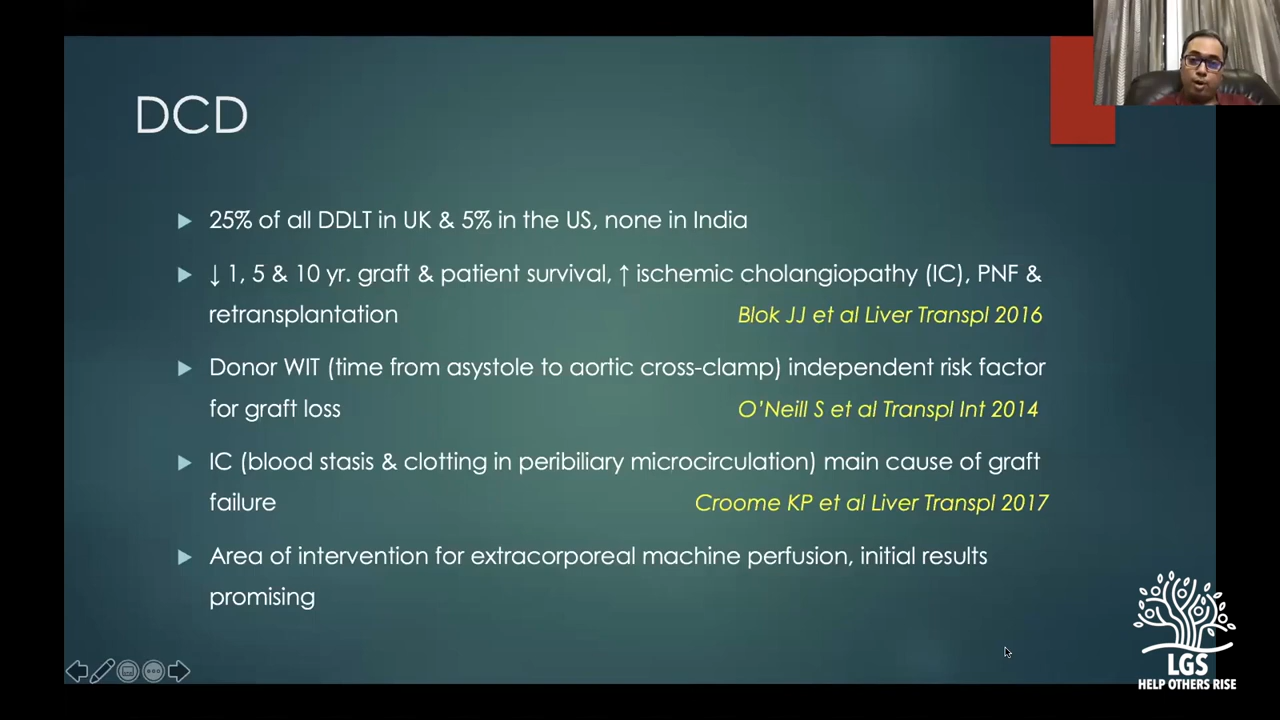 DCD
25% of all DDLT in UK & 5% in the US, none in India
↓ 1, 5 & 10 yr. graft & patient survival, ↑ ischemic cholangiopathy (IC), PNF &
retransplantation Blok JJ et al Liver Transpl 2016
Donor WIT (time from asystole to aortic cross-clamp) independent risk factor
for graft loss O’Neill S et al Transpl Int 2014
IC (blood stasis & clotting in peribiliary microcirculation) main cause of graft
failure Croome KP et al Liver Transpl 2017
Area of intervention for extracorporeal machine perfusion, initial results
promising
LGS
HELP OTHERS RISE